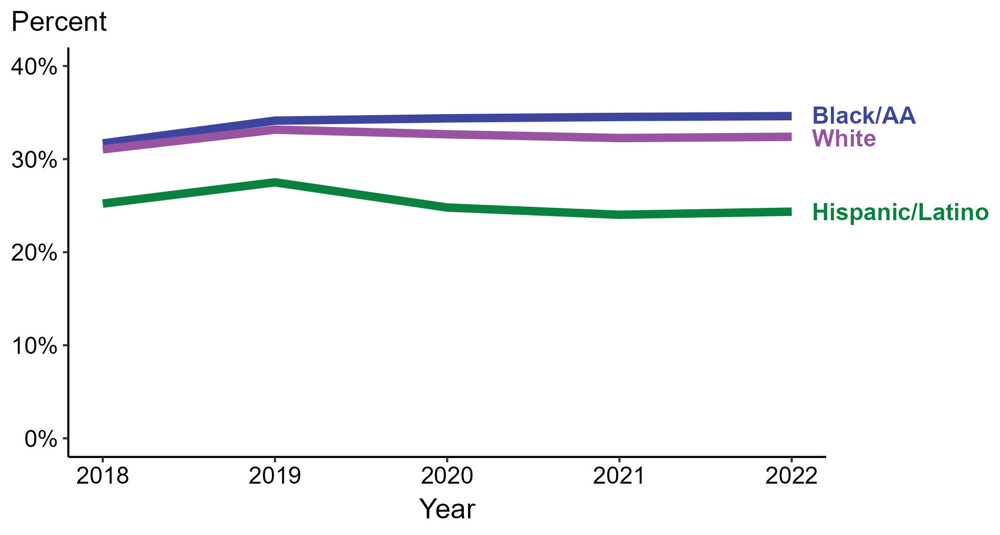 Percent
40%
30%
20%
10%
0%
Black/AA
White
Hispanic/Latino
2018 2019 2020 2021 2022
Year